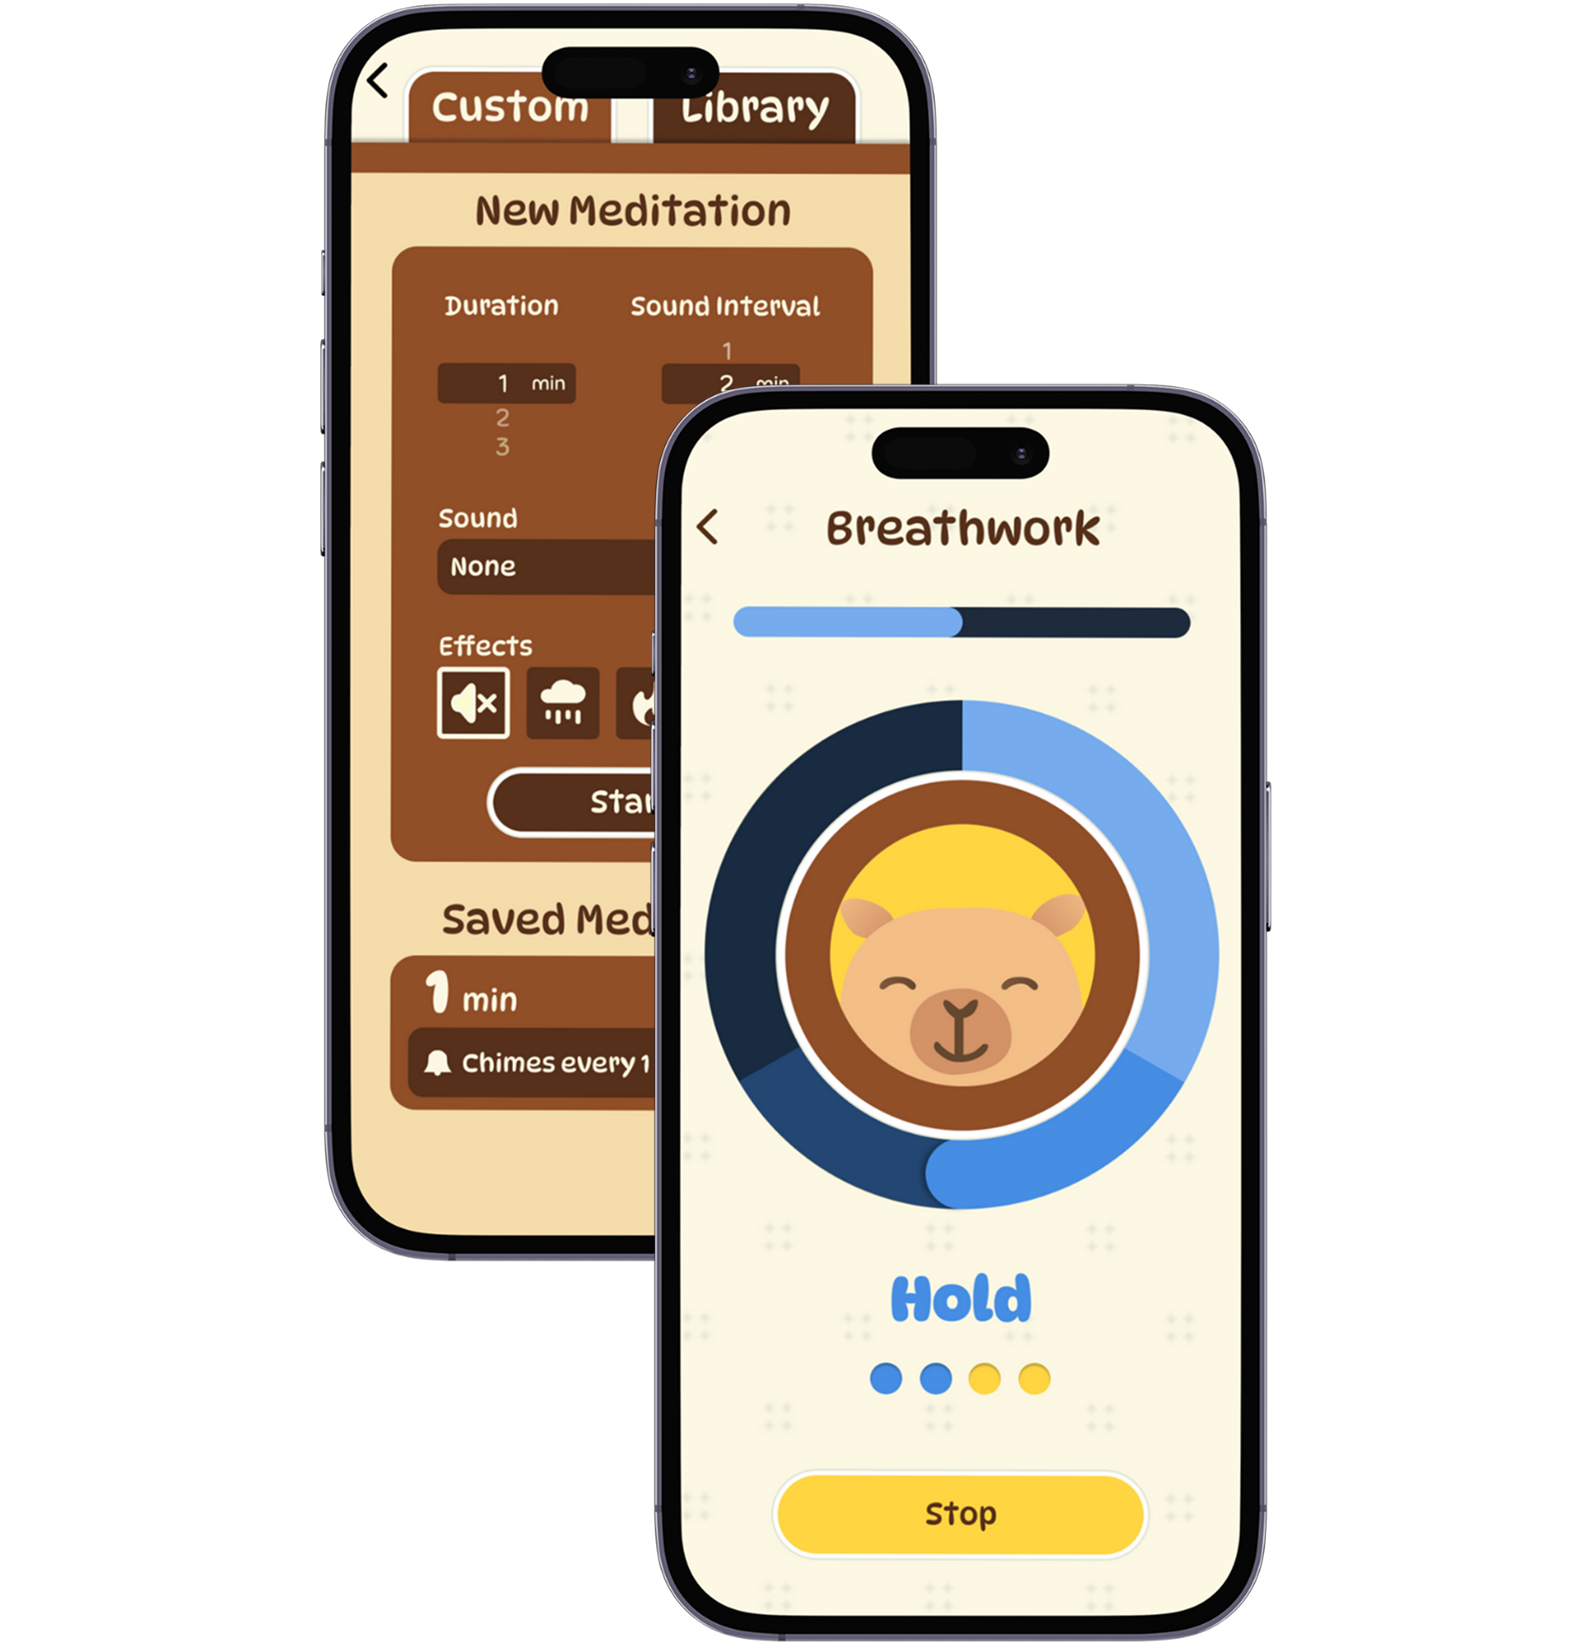 Custom Library
New Meditation
Duration Sound Interval
1
1 min 2 min
2
3
Sound
None
Effects
Saved
1 min
Chimes every 1
Breathwork
Hold
Stop